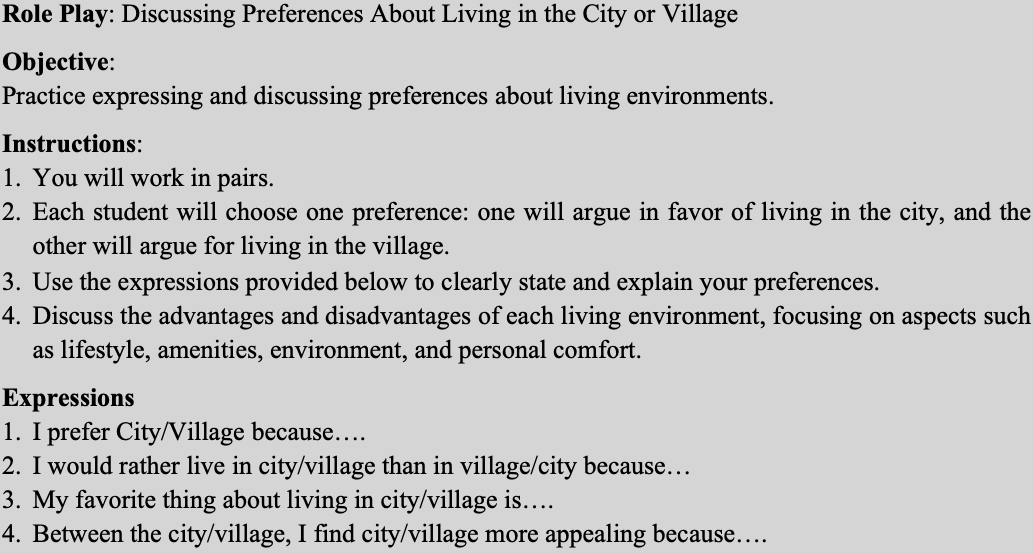 Role Play: Discussing Preferences About Living in the City or Village
Objective:
Practice expressing and discussing preferences about living environments.
Instructions:
1. You will work in pairs.
2. Each student will choose one preference: one will argue in favor of living in the city, and the
other will argue for living in the village.
3. Use the expressions provided below to clearly state and explain your preferences.
4. Discuss the advantages and disadvantages of each living environment, focusing on aspects such
as lifestyle, amenities, environment, and personal comfort.
Expressions
1. I prefer City/Village because….
2. I would rather live in city/village than in village/city because…
3. My favorite thing about living in city/village is….
4. Between the city/village, I find city/village more appealing because….